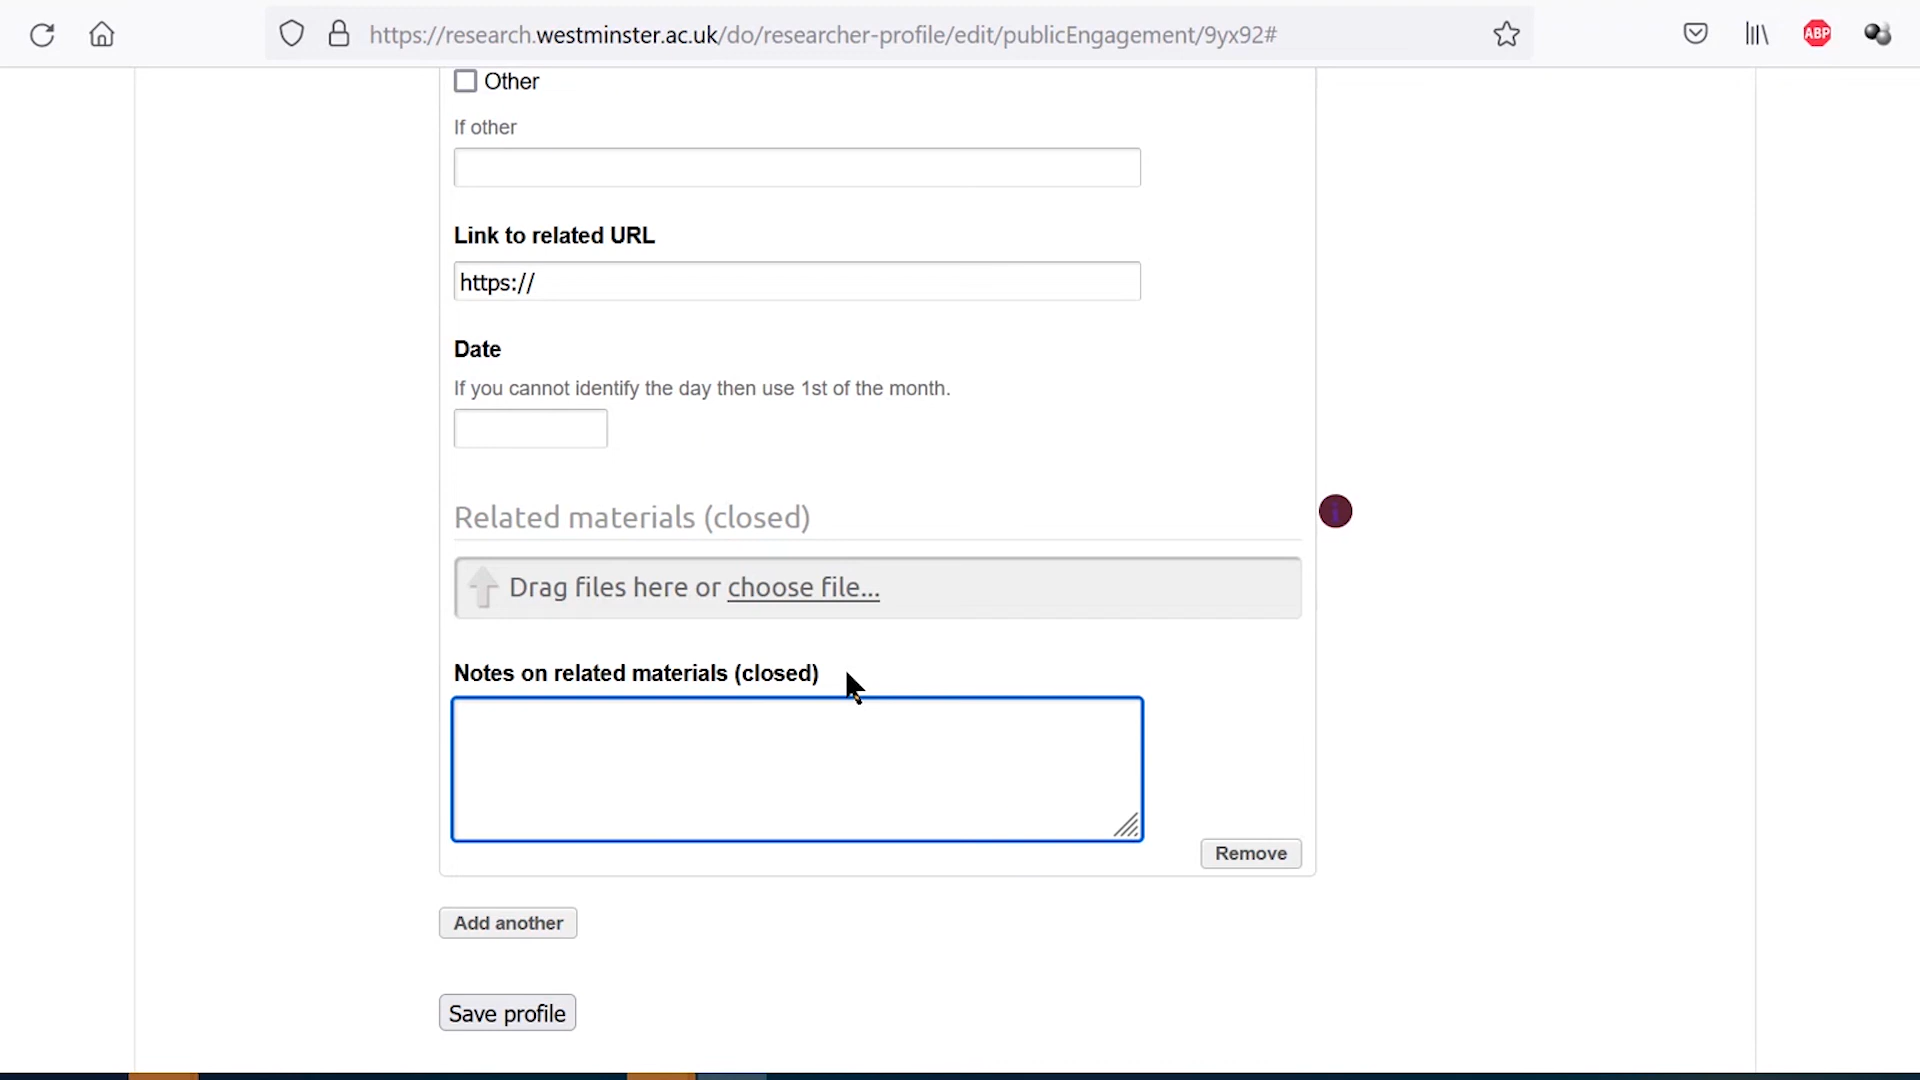 https://research.westminster.ac.uk/do/researcher-profile/edit/publicEngagement/9yx92#
ABP
Other
If other
Link to related URL
https://
Date
If you cannot identify the day then use 1st of the month.
Related materials (closed)
i
Drag files here or choose file...
Notes on related materials (closed)
Remove
Add another
Save profile